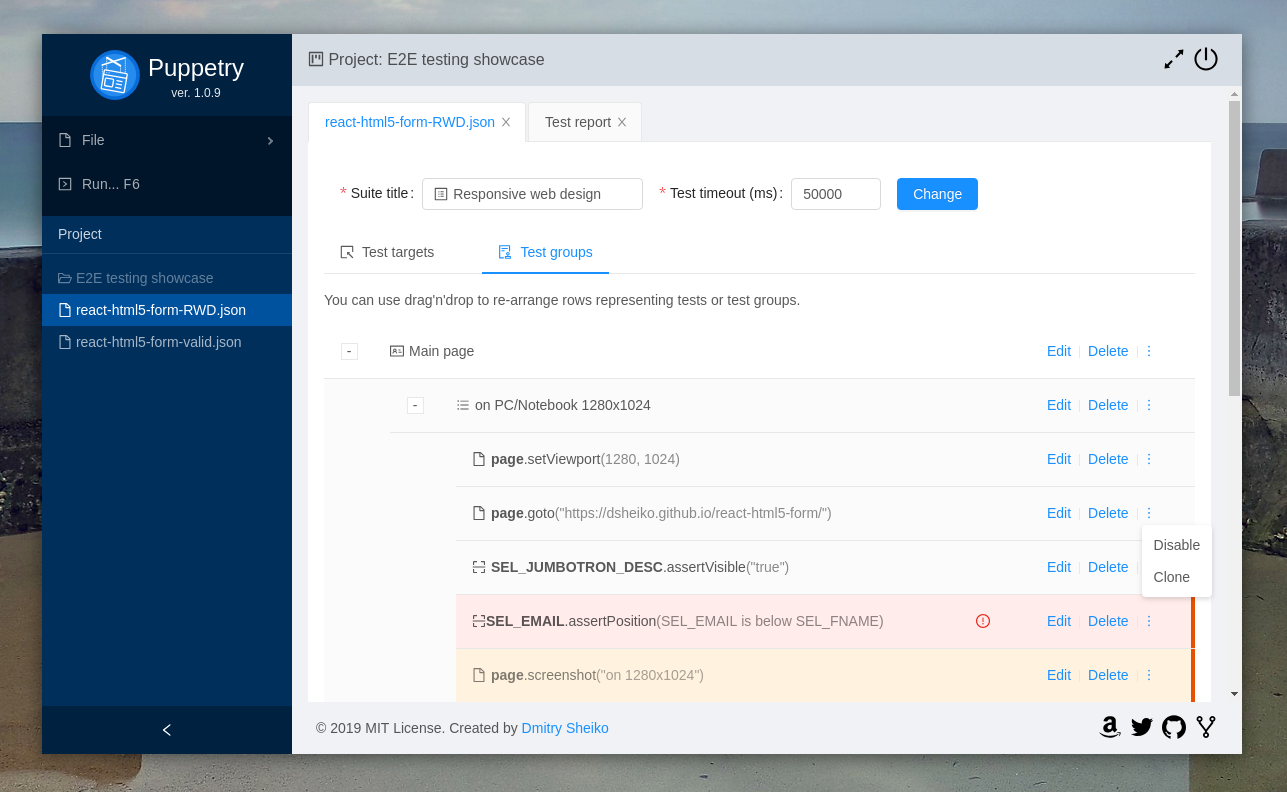 Puppetry
ver. 1.0.9
File
Run... F6
Project
E2E testing showcase
react-html5-form-RWD.json
react-html5-form-valid.json
Project: E2E testing showcase
react-html5-form-RWD.json Test report
* Suite title: Responsive web design * Test timeout (ms): 50000 Change
Test targets Test groups
You can use drag'n'drop to re-arrange rows representing tests or test groups.
- Main page Edit Delete
- on PC/Notebook 1280x1024 Edit Delete
page.setViewport(1280, 1024) Edit Delete
page.goto("https://dsheiko.github.io/react-html5-form/") Edit Delete
Disable
Clone
SEL_JUMBOTRON_DESC.assertVisible("true") Edit Delete
SEL_EMAIL.assertPosition(SEL_EMAIL is below SEL_FNAME) Edit Delete
page.screenshot("on 1280x1024") Edit Delete
© 2019 MIT License. Created by Dmitry Sheiko